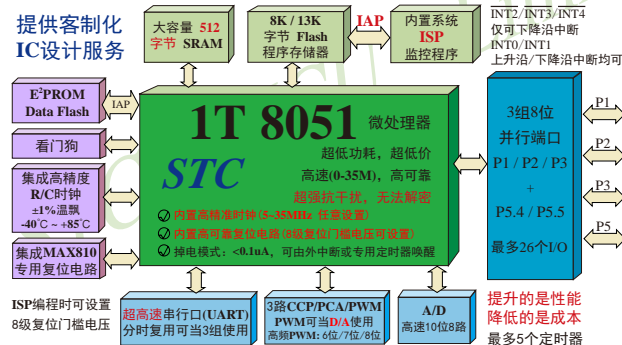 提供客制化
IC设计服务
大容量 512
字节 SRAM
8K / 13K
字节 Flash
程序存储器
IAP
内置系统
ISP
监控程序
INT2/INT3/INT4
仅可下降沿中断
INT0/INT1
上升沿/下降沿中断均可
E²PROM
Data Flash
IAP
看门狗
集成高精度
R/C时钟
±1%温飘
-40℃ ~ +85℃
集成MAX810
专用复位电路
1T 8051 微处理器
STC
超低功耗，超低价
高速(0-35M)，高可靠
超强抗干扰，无法解密
内置高精准时钟(5~35MHz 任意设置)
内置高可靠复位电路(8级复位门槛电压可设置)
掉电模式：<0.1uA，可由外中断或专用定时器唤醒
3组8位
并行端口
P1 / P2 / P3
+
P5.4 / P5.5
最多26个I/O
P1
P2
P3
P5
ISP编程时可设置
8级复位门槛电压
超高速串行口(UART)
分时复用可当3组使用
3路CCP/PCA/PWM
PWM可当D/A使用
高频PWM: 6位/7位/8位
A/D
高速10位8路
提升的是性能
降低的是成本
最多5个定时器